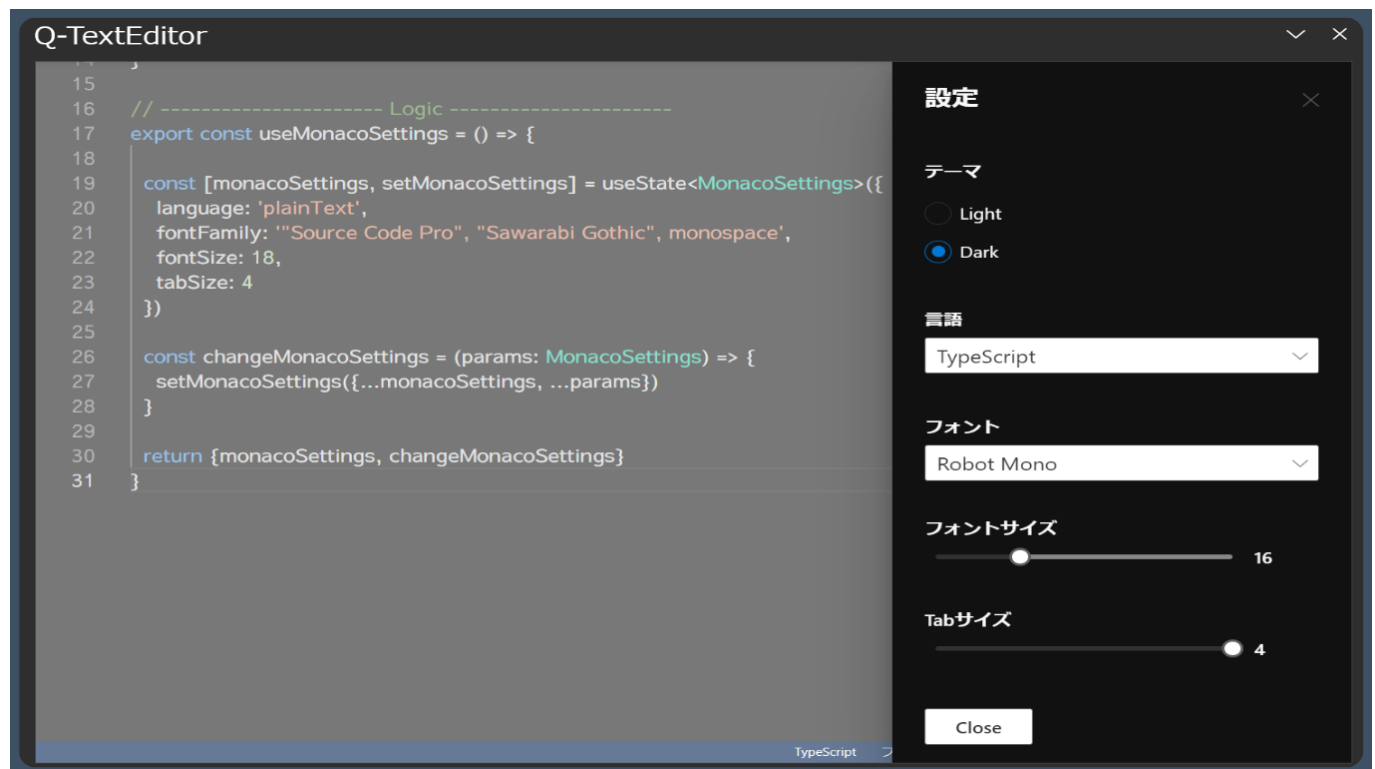 Q-TextEditor
14 }
15
16 // ---------------------- Logic ----------------------
17 export const useMonacoSettings = () => {
18
19 const [monacoSettings, setMonacoSettings] = useState<MonacoSettings>({
20 language: 'plainText',
21 fontFamily: '"Source Code Pro", "Sawarabi Gothic", monospace',
22 fontSize: 18,
23 tabSize: 4
24 })
25
26 const changeMonacoSettings = (params: MonacoSettings) => {
27 setMonacoSettings({...monacoSettings, ...params})
28 }
29
30 return {monacoSettings, changeMonacoSettings}
31 }
TypeScript フ
設定
テーマ
Light
Dark
言語
TypeScript
フォント
Robot Mono
フォントサイズ
16
Tabサイズ
4
Close